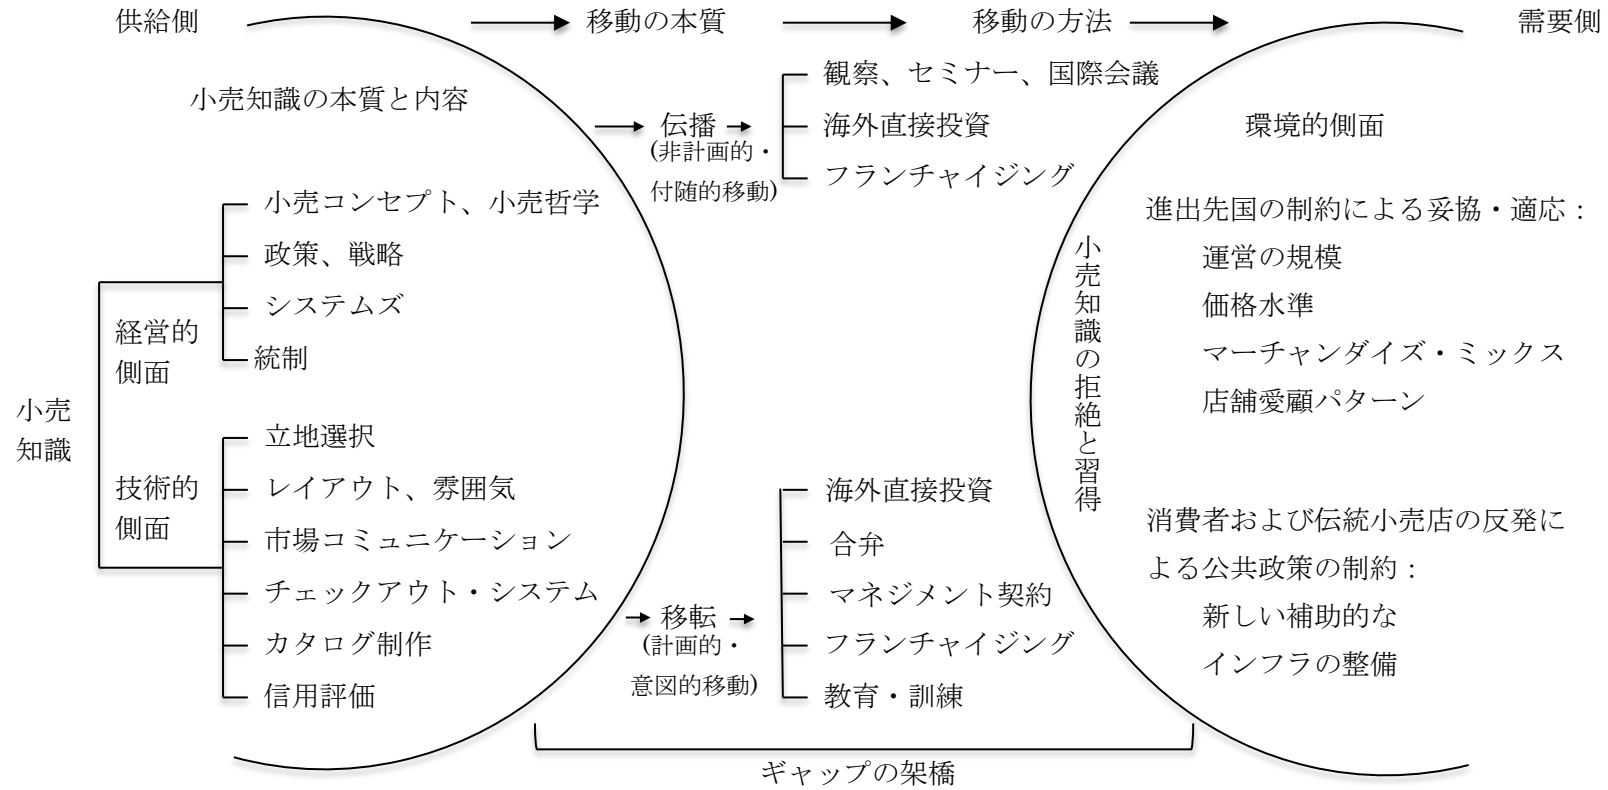 供給側
移動の本質
移動の方法
需要側
小売知識の本質と内容
小売コンセプト、小売哲学
政策、戦略
システムズ
統制
経営的
側面
小売
知識
技術的
側面
立地選択
レイアウト、雰囲気
市場コミュニケーション
チェックアウト・システム
カタログ制作
信用評価
伝播
(非計画的・
付随的移動)
観察、セミナー、国際会議
海外直接投資
フランチャイジング
移転
(計画的・
意図的移動)
海外直接投資
合弁
マネジメント契約
フランチャイジング
教育・訓練
ギャップの架橋
小売知識の拒絶と習得
環境的側面
進出先国の制約による妥協・適応：
運営の規模
価格水準
マーチャンダイズ・ミックス
店舗愛顧パターン
消費者および伝統小売店の反発に
よる公共政策の制約：
新しい補助的な
インフラの整備